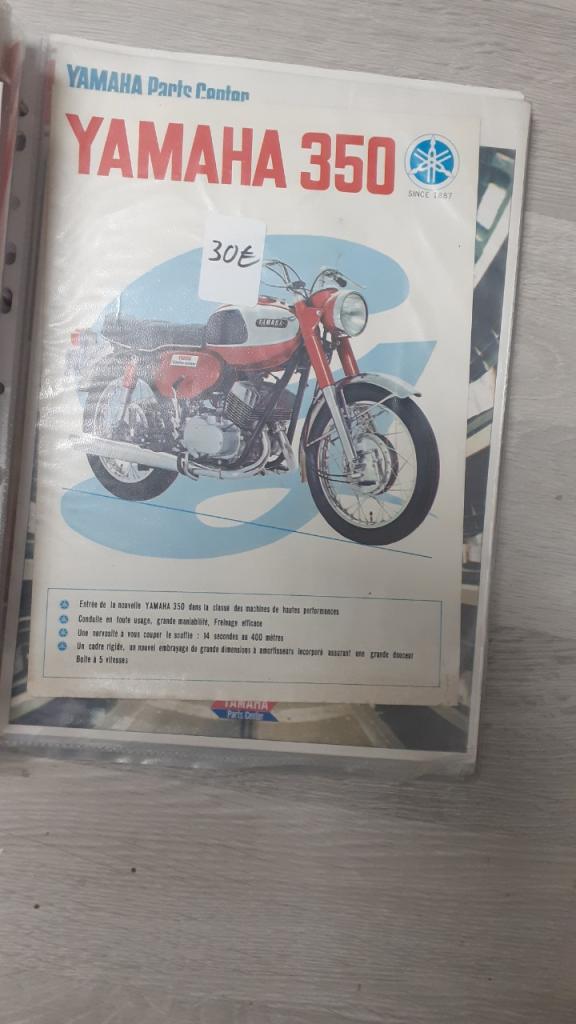 YAMAHA Parts Center
YAMAHA 350
SINCE 1887
30€
YAMAHA
Entrée de la nouvelle YAMAHA 350 dans la classe des machines de hautes performances
Conduite en toute usage, grande maniabilité, Freinage efficace
Une nervosité à vous couper le souffle : 14 secondes au 400 mètres
Un cadre rigide, un nouvel embrayage de grande dimensions à amortisseurs incorporé assurant une grande douceur
Boîte à 5 vitesses
YAMAHA
Parts Center